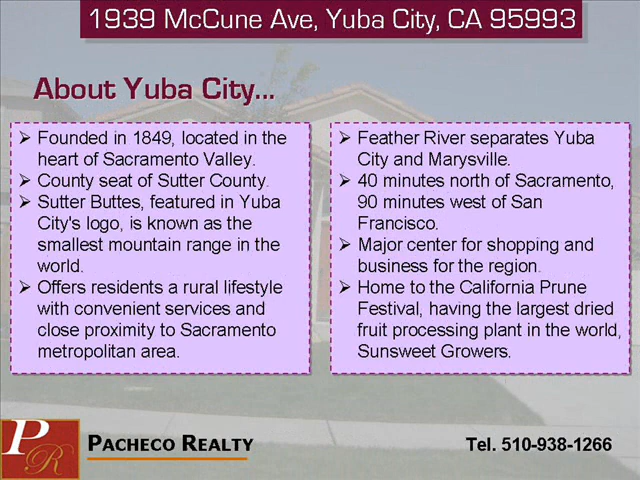 1939 McCune Ave, Yuba City, CA 95993
About Yuba City...
➢ Founded in 1849, located in the
heart of Sacramento Valley.
➢ County seat of Sutter County.
➢ Sutter Buttes, featured in Yuba
City's logo, is known as the
smallest mountain range in the
world.
➢ Offers residents a rural lifestyle
with convenient services and
close proximity to Sacramento
metropolitan area.
➢ Feather River separates Yuba
City and Marysville.
➢ 40 minutes north of Sacramento,
90 minutes west of San
Francisco.
➢ Major center for shopping and
business for the region.
➢ Home to the California Prune
Festival, having the largest dried
fruit processing plant in the world,
Sunsweet Growers.
PR
PACHECO REALTY
Tel. 510-938-1266